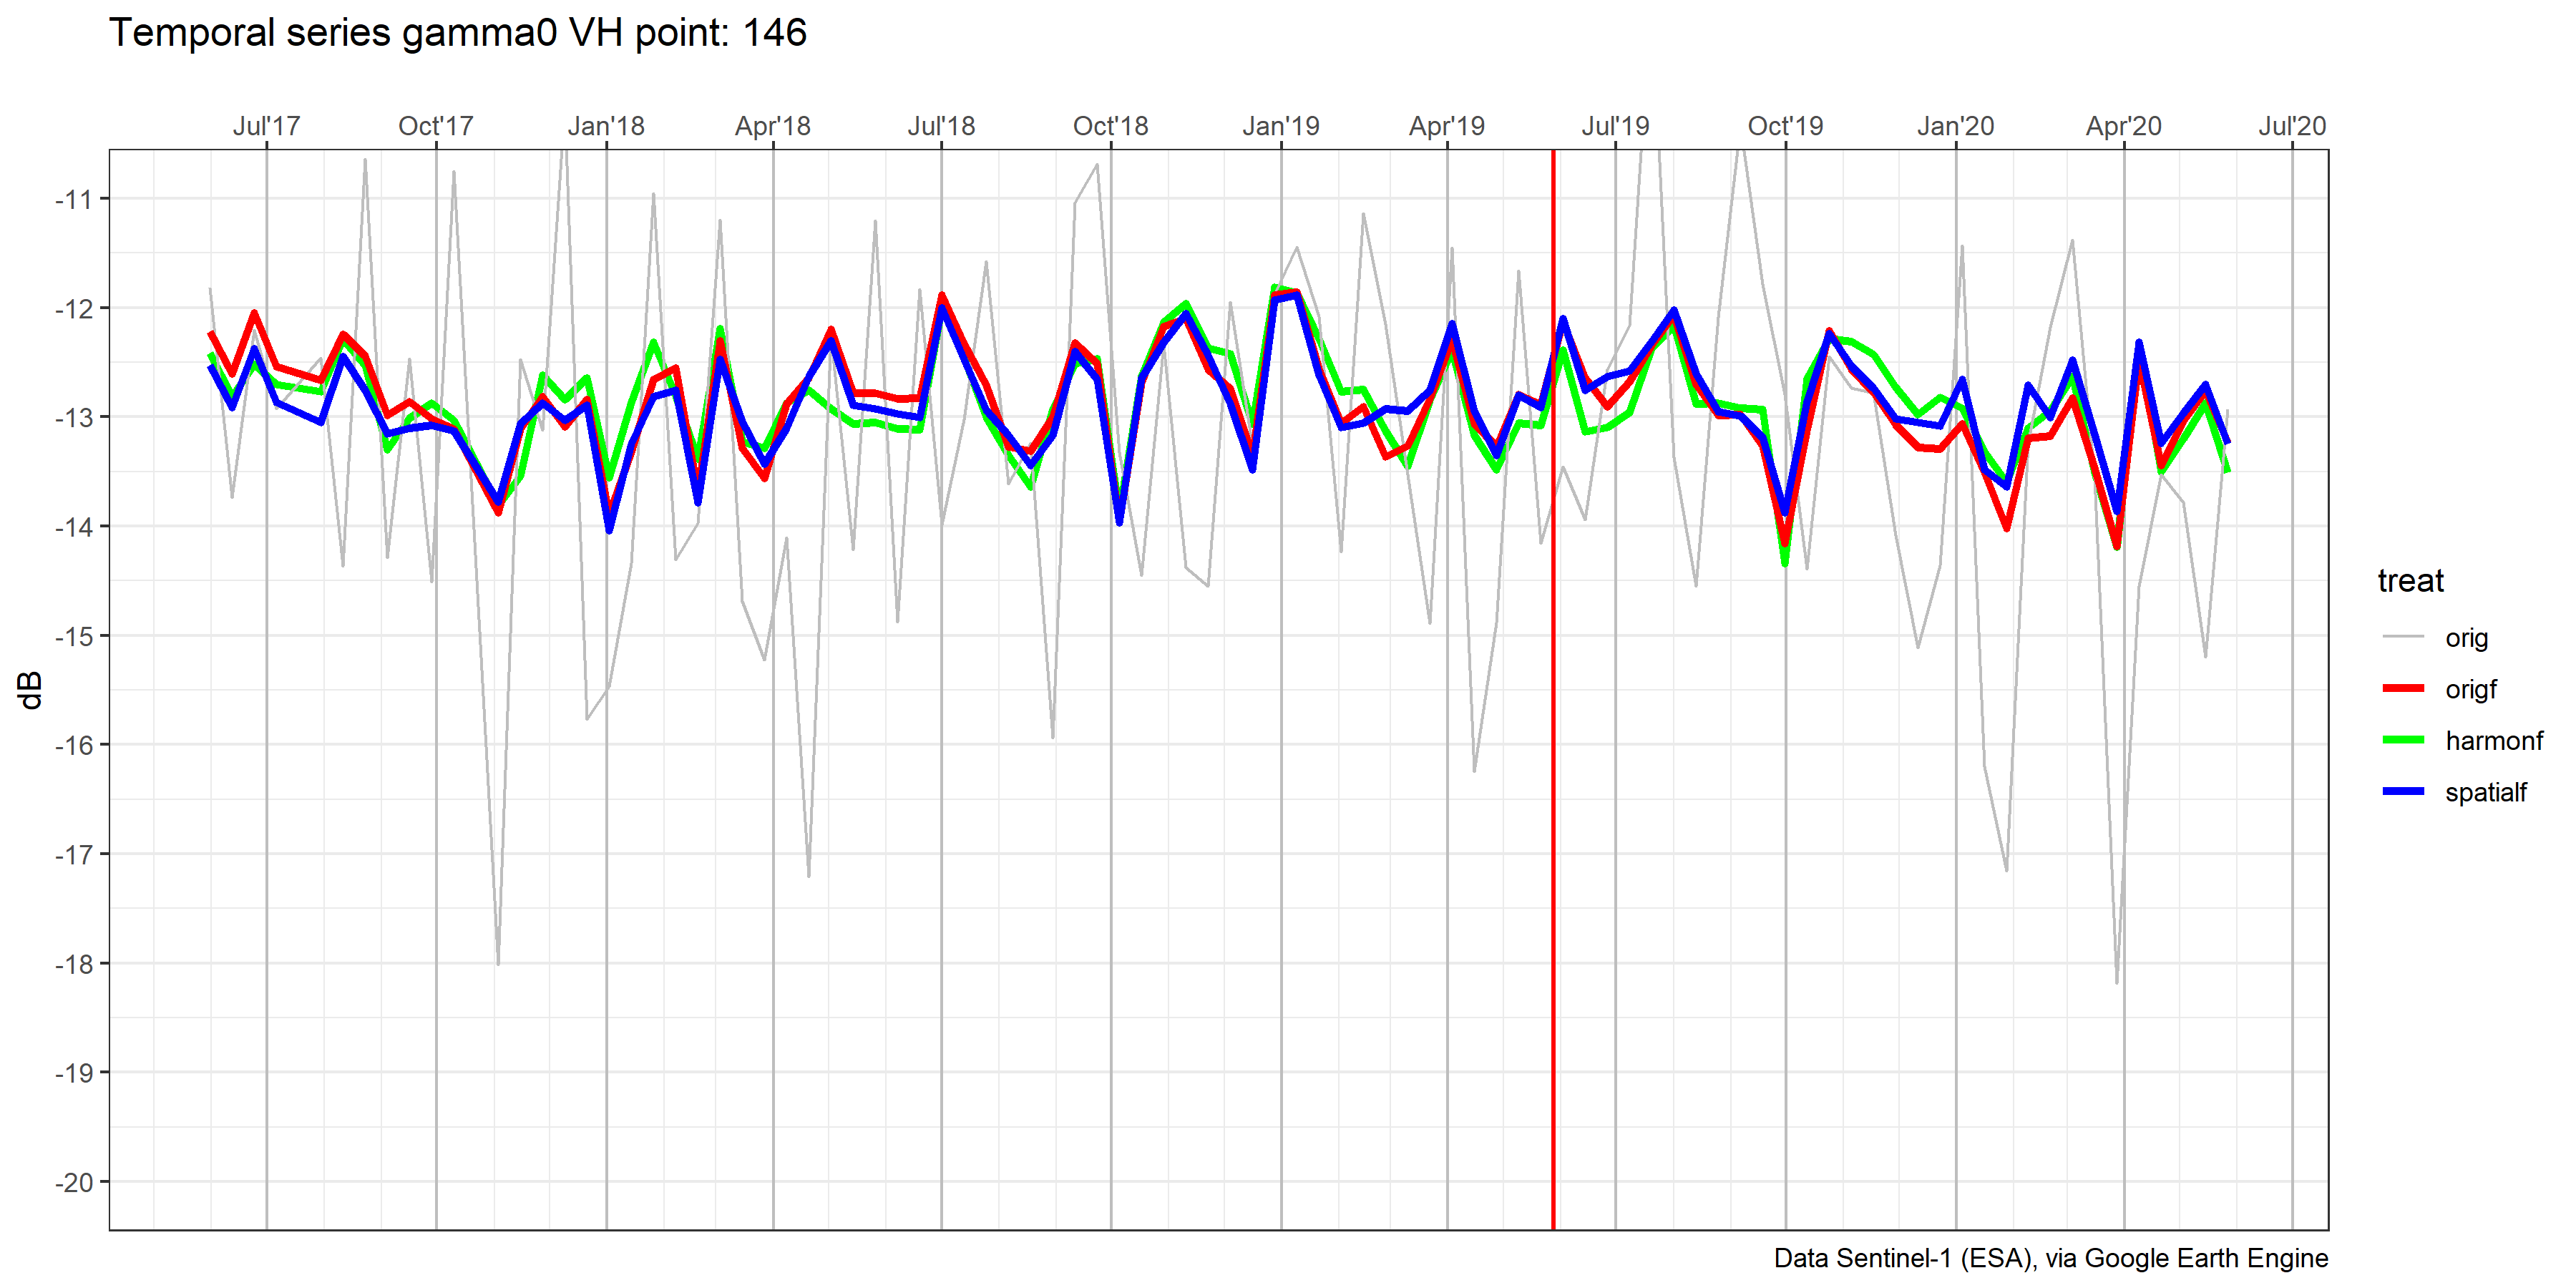 Temporal series gamma0 VH point: 146
Jul'17 Oct'17 Jan'18 Apr'18 Jul'18 Oct'18 Jan'19 Apr'19 Jul'19 Oct'19 Jan'20 Apr'20 Jul'20
-11
-12
-13
-14
-15
-16
-17
-18
-19
-20
dB
treat
orig
origf
harmonf
spatialf
Data Sentinel-1 (ESA), via Google Earth Engine